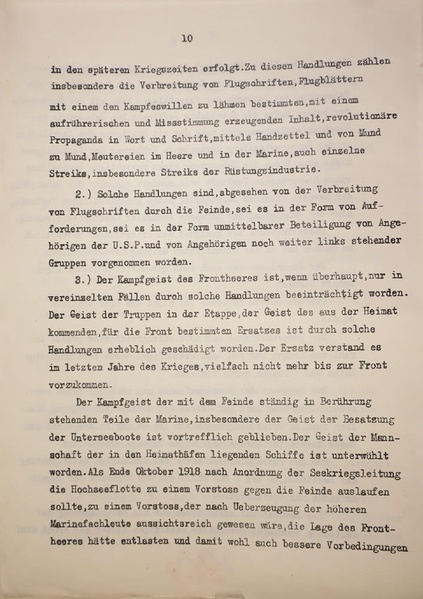 10
in den späteren Kriegszeiten erfolgt.Zu diesen Handlungen zählen
insbesondere die Verbreitung von Flugschriften,Flugblättern
mit einem den Kampfeswillen zu lähmen bestimmten,mit einem
aufrührerischen und Missstimmung erzeugenden Inhalt,revolutionäre
Propaganda in Wort und Schrift,mittels Handzettel und von Mund
zu Mund,Meutereien im Heere und in der Marine,auch einzelne
Streiks,insbesondere Streiks der Rüstungsindustrie.
2.) Solche Handlungen sind,abgesehen von der Verbreitung
von Flugschriften durch die Feinde,sei es in der Form von Auf-
forderungen,sei es in der Form unmittelbarer Beteiligung von Ange-
hörigen der U.S.P.und von Angehörigen noch weiter links stehender
Gruppen vorgenommen worden.
3.) Der Kampfgeist des Frontheeres ist,wenn überhaupt,nur in
vereinzelten Fällen durch solche Handlungen beeinträchtigt worden.
Der Geist der Truppen in der Etappe,der Geist des aus der Heimat
kommenden,für die Front bestimmten Ersatzes ist durch solche
Handlungen erheblich geschädigt worden.Der Ersatz verstand es
im letzten Jahre des Krieges,vielfach nicht mehr bis zur Front
vorzukommen.
Der Kampfgeist der mit dem Feinde ständig in Berührung
stehenden Teile der Marine,insbesondere der Geist der Besatzung
der Unterseeboote ist vortrefflich geblieben.Der Geist der Mann-
schaft der in den Heimathäfen liegenden Schiffe ist unterwühlt
worden.Als Ende Oktober 1918 nach Anordnung der Seekriegsleitung
die Hochseeflotte zu einem Vorstoss gegen die Feinde auslaufen
sollte,zu einem Vorstoss,der nach Ueberzeugung der höheren
Marinefachleute aussichtsreich gewesen wäre,die Lage des Front-
heeres hätte entlasten und damit wohl auch bessere Vorbedingungen